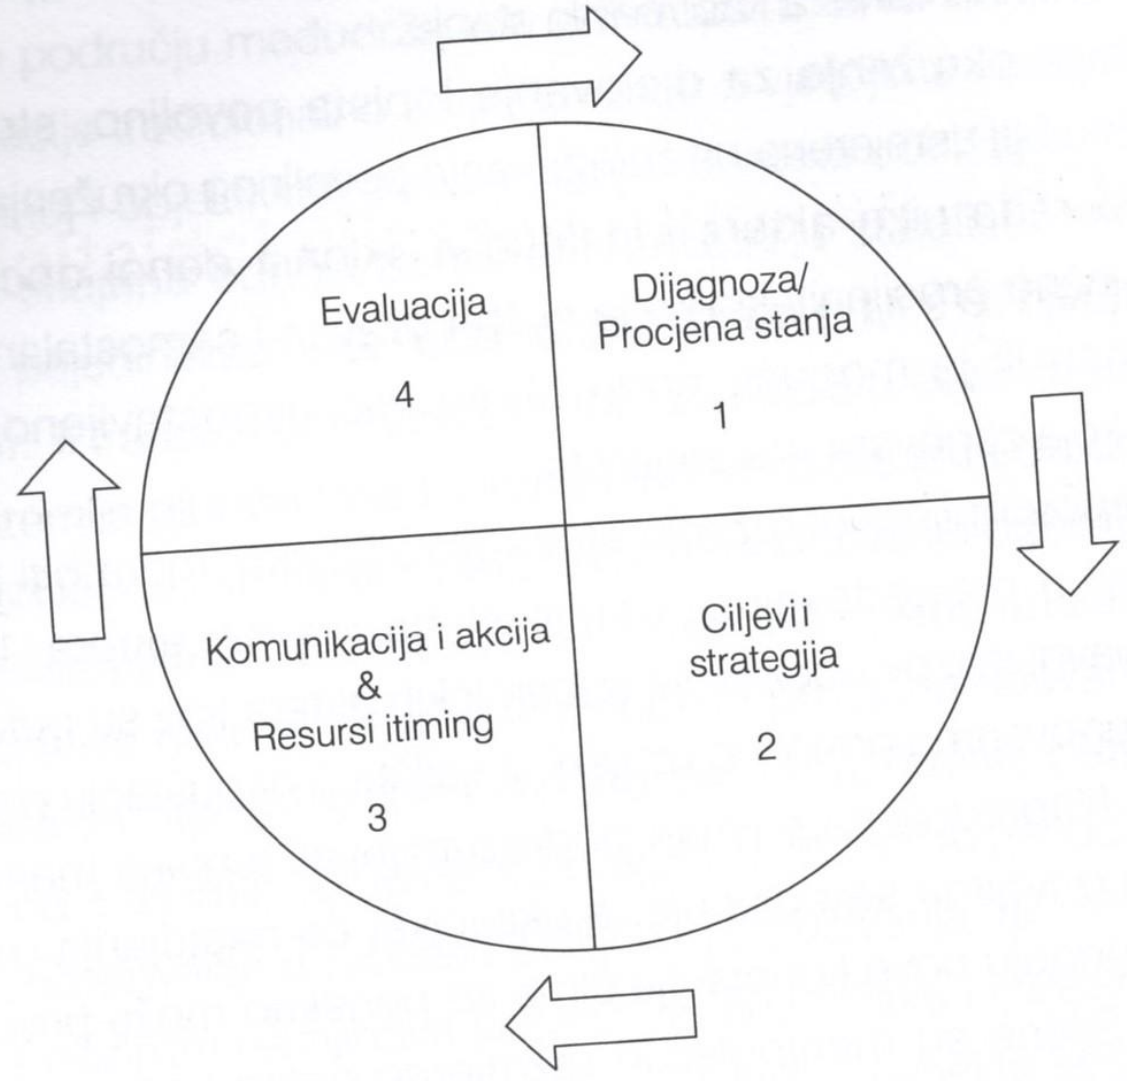 Evaluacija
4
Dijagnoza/
Procjena stanja
1
Komunikacija i akcija
&
Resursi itiming
3
Ciljevi i
strategija
2